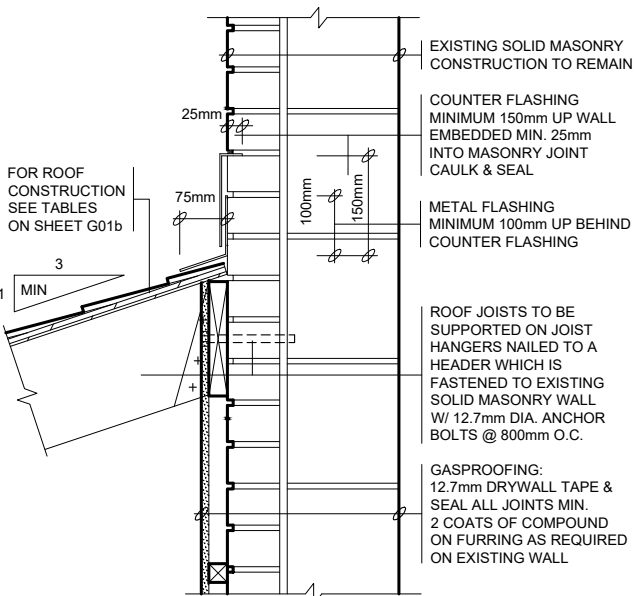 EXISTING SOLID MASONRY
CONSTRUCTION TO REMAIN
25mm
COUNTER FLASHING
MINIMUM 150mm UP WALL
EMBEDDED MIN. 25mm
INTO MASONRY JOINT
CAULK & SEAL
FOR ROOF
CONSTRUCTION
SEE TABLES
ON SHEET G01b
75mm
100mm
150mm
METAL FLASHING
MINIMUM 100mm UP BEHIND
COUNTER FLASHING
3
1
MIN
ROOF JOISTS TO BE
SUPPORTED ON JOIST
HANGERS NAILED TO A
HEADER WHICH IS
FASTENED TO EXISTING
SOLID MASONRY WALL
W/ 12.7mm DIA. ANCHOR
BOLTS @ 800mm O.C.
GASPROOFING:
12.7mm DRYWALL TAPE &
SEAL ALL JOINTS MIN.
2 COATS OF COMPOUND
ON FURRING AS REQUIRED
ON EXISTING WALL